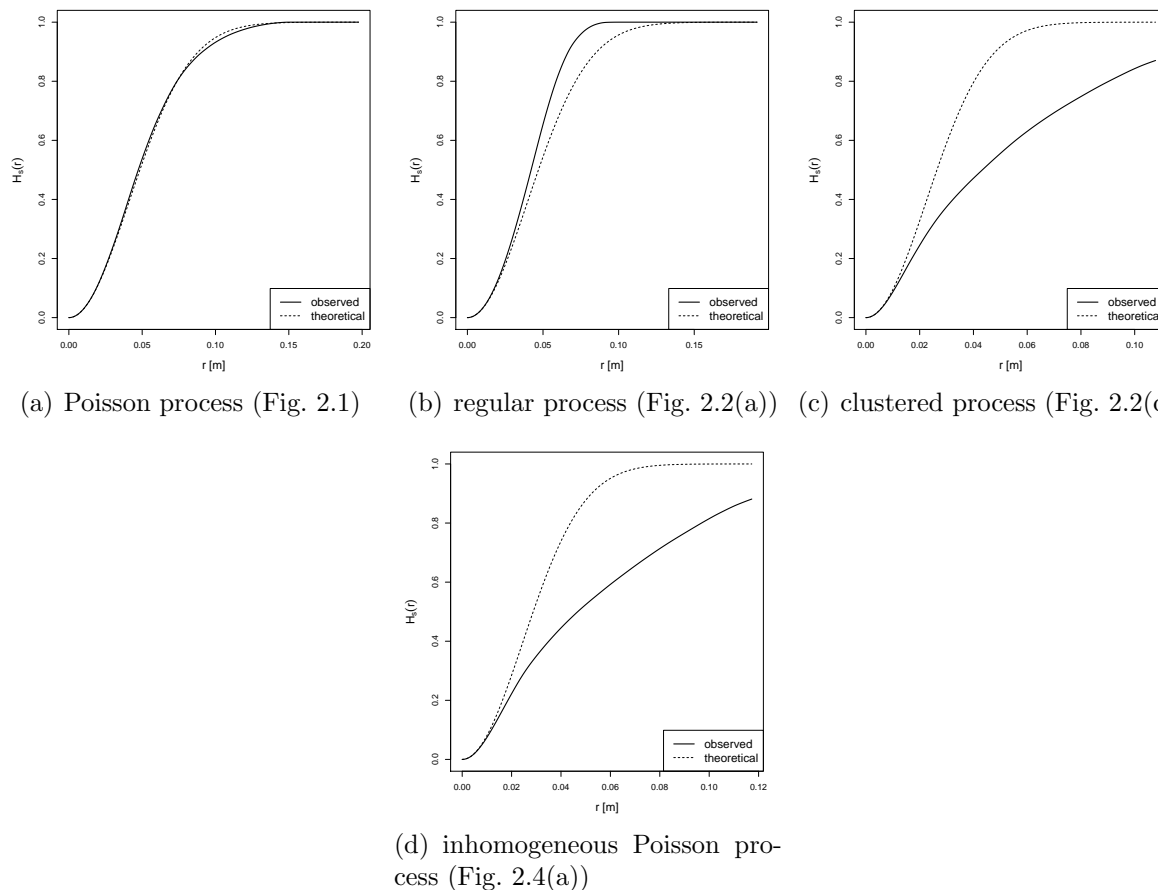 1.0
0.8
0.6
0.4
0.2
0.0
Hs(r)
observed
theoretical
0.00 0.05 0.10 0.15 0.20
r [m]
1.0
0.8
0.6
0.4
0.2
0.0
Hs(r)
observed
theoretical
0.00 0.05 0.10 0.15
r [m]
1.0
0.8
0.6
0.4
0.2
0.0
Hs(r)
observed
theoretical
0.00 0.02 0.04 0.06 0.08 0.10
r [m]
(a) Poisson process (Fig. 2.1)
(b) regular process (Fig. 2.2(a))
(c) clustered process (Fig. 2.2(c
1.0
0.8
0.6
0.4
0.2
0.0
Hs(r)
observed
theoretical
0.00 0.02 0.04 0.06 0.08 0.10 0.12
r [m]
(d) inhomogeneous Poisson pro-
cess (Fig. 2.4(a))